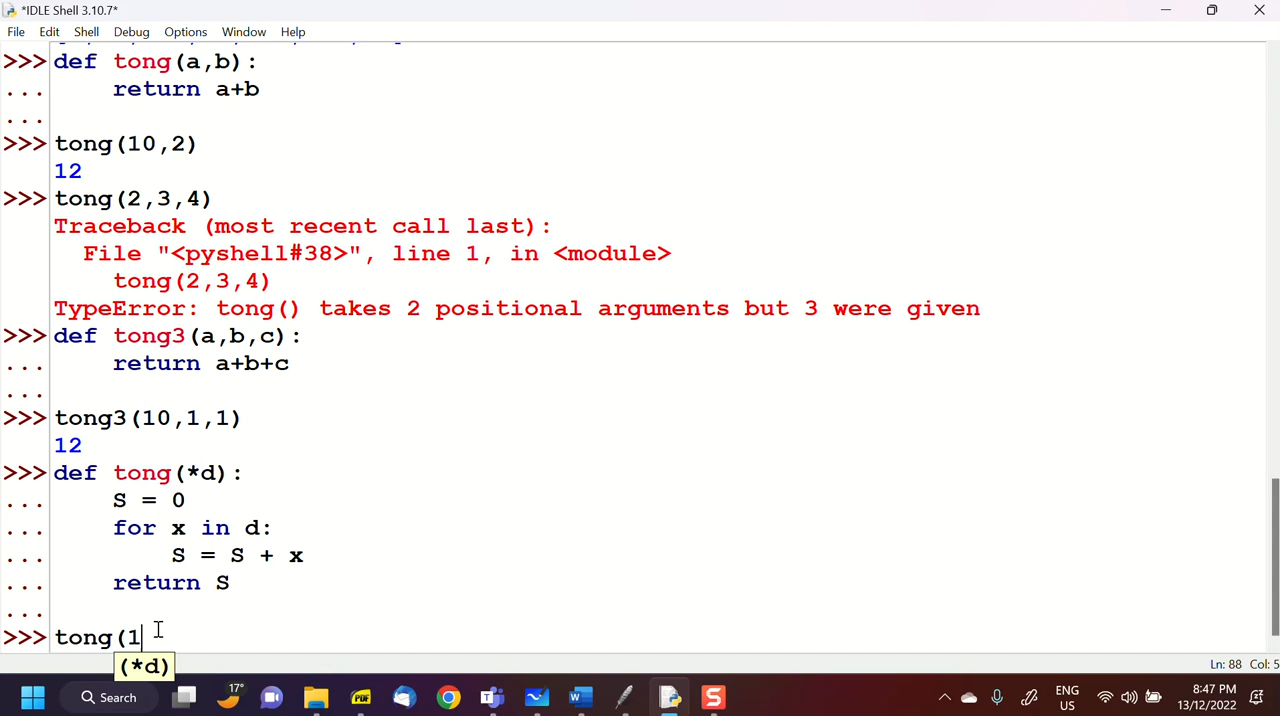 *IDLE Shell 3.10.7*
File Edit Shell Debug Options Window Help
>>> def tong(a,b):
... return a+b
...
>>> tong(10,2)
12
>>> tong(2,3,4)
Traceback (most recent call last):
File "<pyshell#38>", line 1, in <module>
tong(2,3,4)
TypeError: tong() takes 2 positional arguments but 3 were given
>>> def tong3(a,b,c):
... return a+b+c
...
>>> tong3(10,1,1)
12
>>> def tong(*d):
... S = 0
... for x in d:
... S = S + x
... return S
...
>>> tong(1
(*d)
Ln: 88 Col: 5
Search
17°
PDF
ENG
US
8:47 PM
13/12/2022